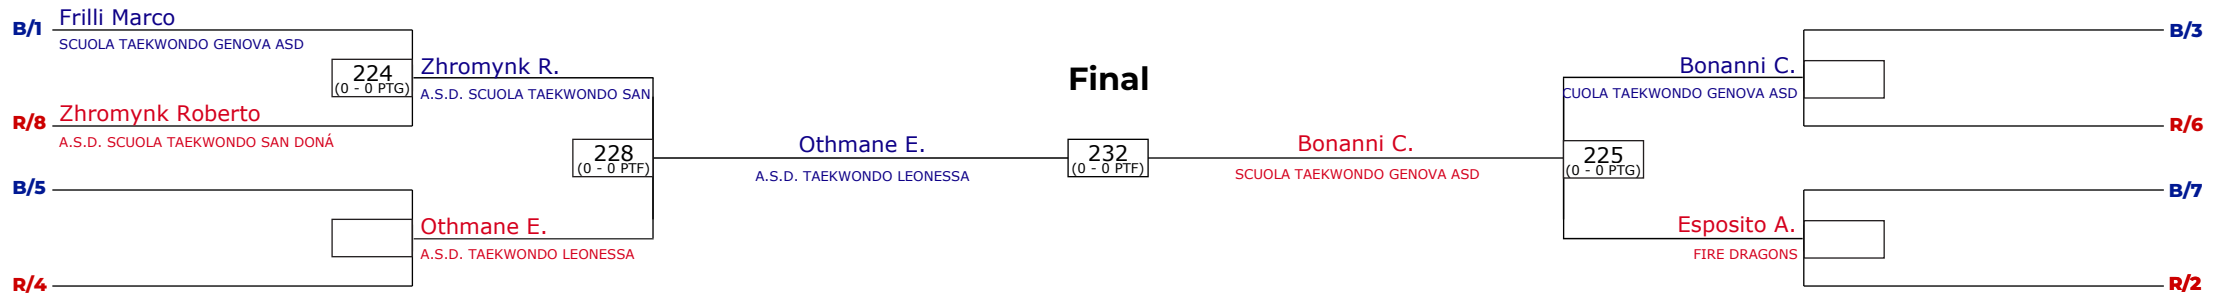 B/1
Frilli Marco
SCUOLA TAEKWONDO GENOVA ASD
224
(0 - 0 PTG)
R/8
Zhromynk Roberto
A.S.D. SCUOLA TAEKWONDO SAN DONÁ
Zhromynk R.
A.S.D. SCUOLA TAEKWONDO SAN
228
(0 - 0 PTF)
B/5
R/4
Othmane E.
A.S.D. TAEKWONDO LEONESSA
Othmane E.
A.S.D. TAEKWONDO LEONESSA
Final
232
(0 - 0 PTF)
Bonanni C.
SCUOLA TAEKWONDO GENOVA ASD
225
(0 - 0 PTG)
Bonanni C.
CUOLA TAEKWONDO GENOVA ASD
Esposito A.
FIRE DRAGONS
B/3
R/6
B/7
R/2